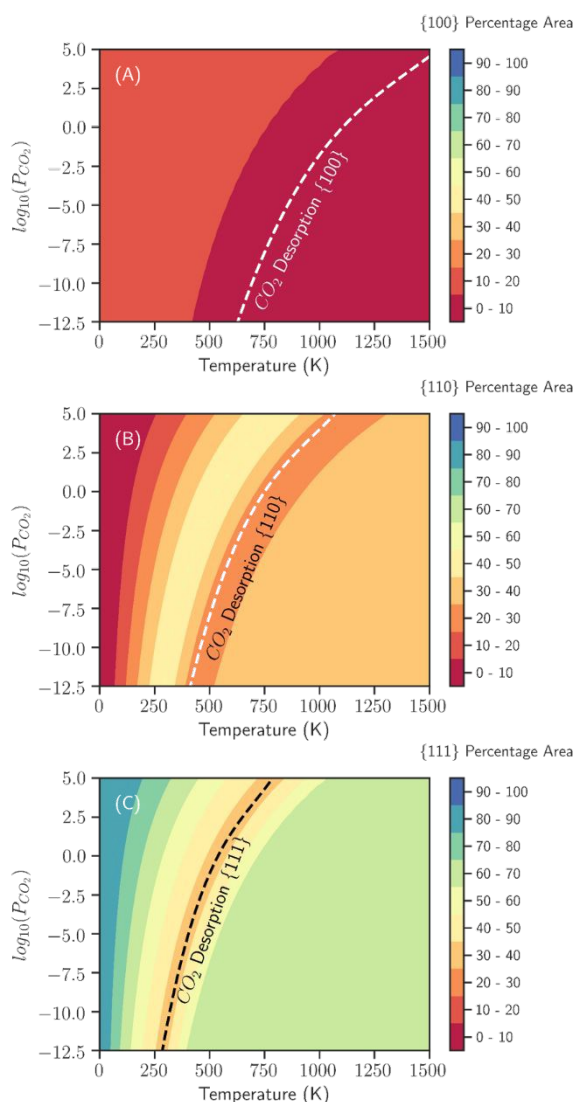 {100} Percentage Area
(A)
5.0
2.5
0.0
−2.5
−5.0
−7.5
−10.0
−12.5
log10(PCO2)
CO2 Desorption {100}
0 250 500 750 1000 1250 1500
Temperature (K)
90 - 100
80 - 90
70 - 80
60 - 70
50 - 60
40 - 50
30 - 40
20 - 30
10 - 20
0 - 10
{110} Percentage Area
(B)
5.0
2.5
0.0
−2.5
−5.0
−7.5
−10.0
−12.5
log10(PCO2)
CO2 Desorption {110}
0 250 500 750 1000 1250 1500
Temperature (K)
90 - 100
80 - 90
70 - 80
60 - 70
50 - 60
40 - 50
30 - 40
20 - 30
10 - 20
0 - 10
{111} Percentage Area
(C)
5.0
2.5
0.0
−2.5
−5.0
−7.5
−10.0
−12.5
log10(PCO2)
CO2 Desorption {111}
0 250 500 750 1000 1250 1500
Temperature (K)
90 - 100
80 - 90
70 - 80
60 - 70
50 - 60
40 - 50
30 - 40
20 - 30
10 - 20
0 - 10